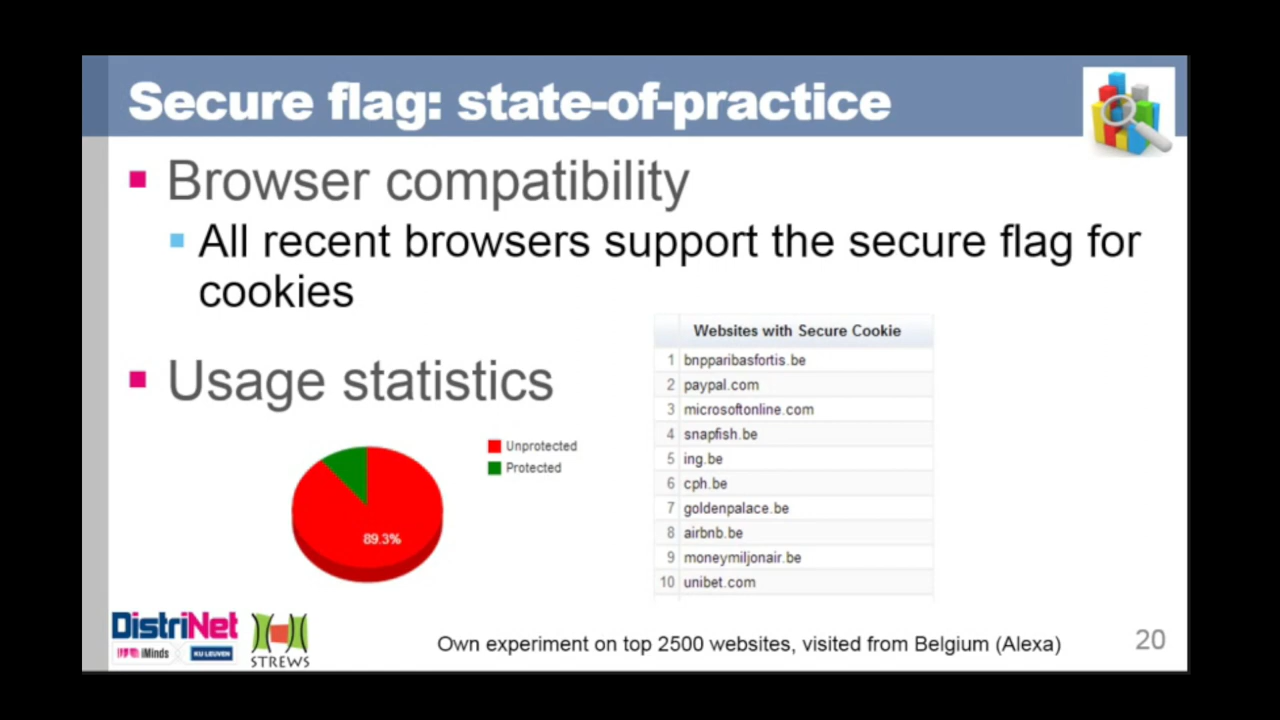 Secure flag: state-of-practice
Browser compatibility
All recent browsers support the secure flag for
cookies
Usage statistics
Unprotected
Protected
89.3%
Websites with Secure Cookie
1 bnpparibasfortis.be
2 paypal.com
3 microsoftonline.com
4 snapfish.be
5 ing.be
6 cph.be
7 goldenpalace.be
8 airbnb.be
9 moneymiljonair.be
10 unibet.com
DistriNet
iMinds
KU LEUVEN
STREWS
Own experiment on top 2500 websites, visited from Belgium (Alexa)
20